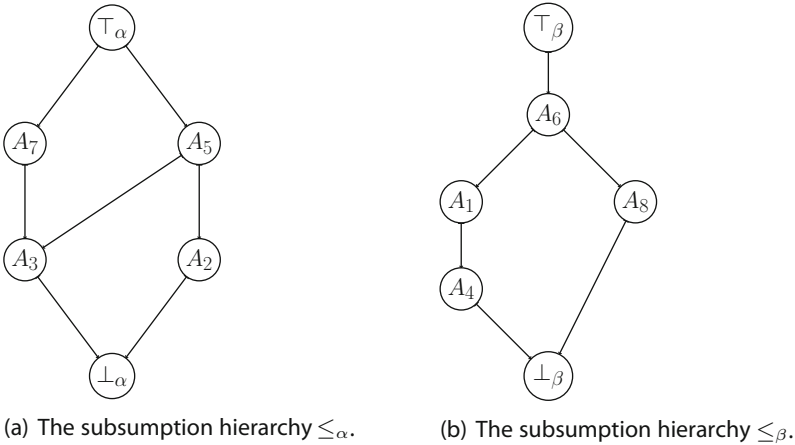 ⊤α ⊤β
A6
A7 A5
A1 A8
A3 A2
A4
⊥α ⊥β
(a) The subsumption hierarchy ≤α.
(b) The subsumption hierarchy ≤β.